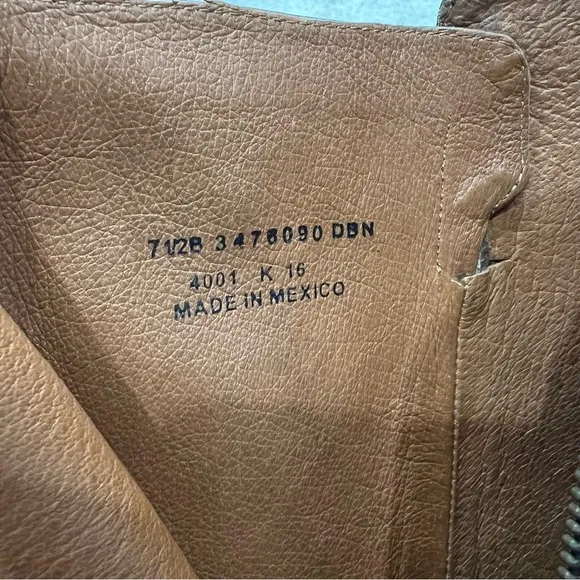 7 1/2B 3476090 DBN
4001 K 16
MADE IN MEXICO